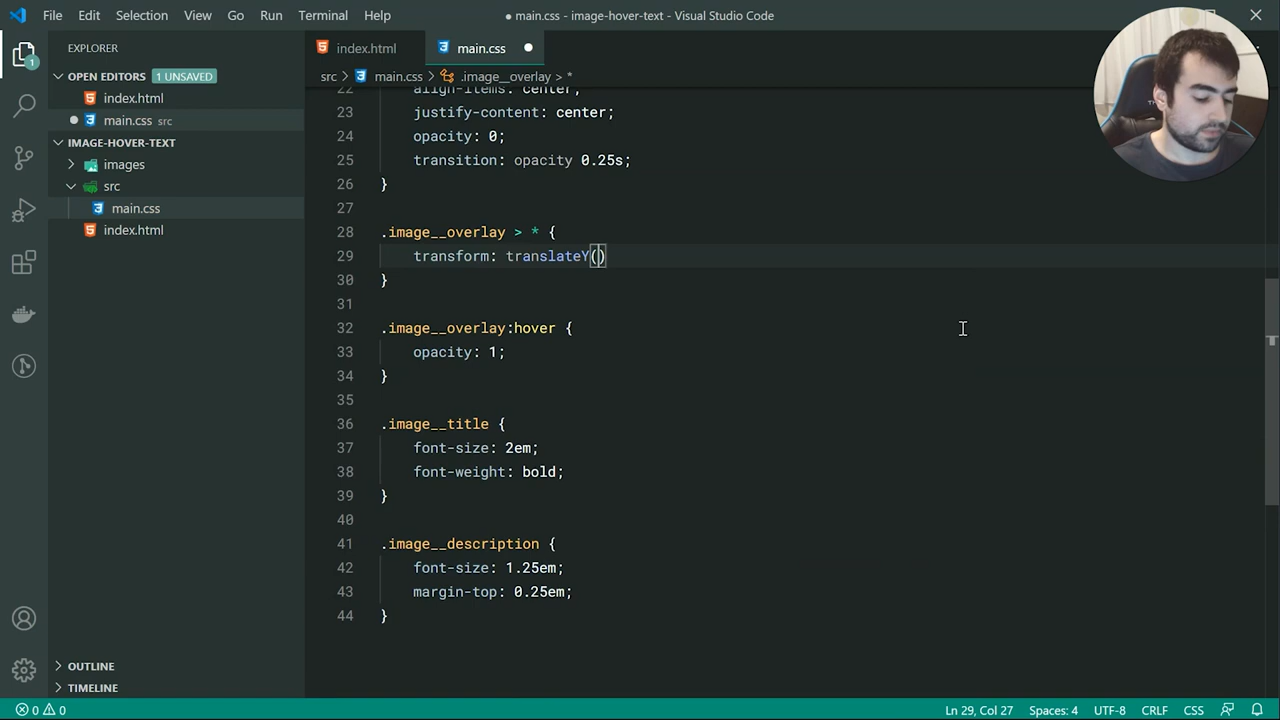 File Edit Selection View Go Run Terminal Help
● main.css - image-hover-text - Visual Studio Code
EXPLORER
OPEN EDITORS 1 UNSAVED
index.html
main.css src
IMAGE-HOVER-TEXT
images
src
main.css
index.html
OUTLINE
TIMELINE
1
index.html main.css
src > main.css > .image__overlay > *
22 align-items: center;
23 justify-content: center;
24 opacity: 0;
25 transition: opacity 0.25s;
26 }
27
28 .image__overlay > * {
29 transform: translateY()
30 }
31
32 .image__overlay:hover {
33 opacity: 1;
34 }
35
36 .image__title {
37 font-size: 2em;
38 font-weight: bold;
39 }
40
41 .image__description {
42 font-size: 1.25em;
43 margin-top: 0.25em;
44 }
0 0 Ln 29, Col 27 Spaces: 4 UTF-8 CRLF CSS